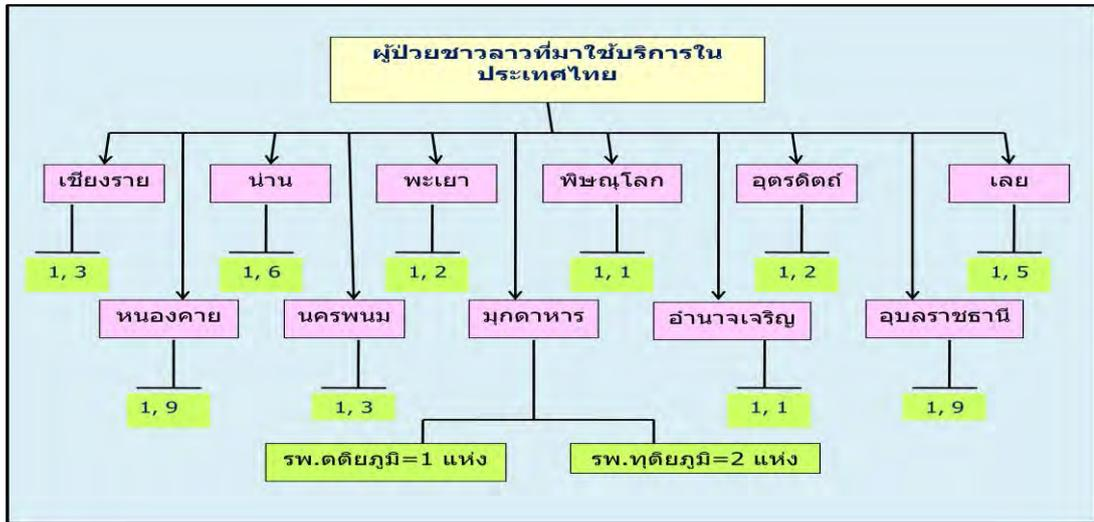 ผู้ป่วยชาวลาวที่มาใช้บริการใน
ประเทศไทย
เชียงราย
น่าน
พะเยา
พิษณุโลก
อุตรดิตถ์
เลย
1, 3
1, 6
1, 2
1, 1
1, 2
1, 5
หนองคาย
นครพนม
มุกดาหาร
อำนาจเจริญ
อุบลราชธานี
1, 9
1, 3
1, 1
1, 9
รพ.ตติยภูมิ=1 แห่ง
รพ.ทุติยภูมิ=2 แห่ง